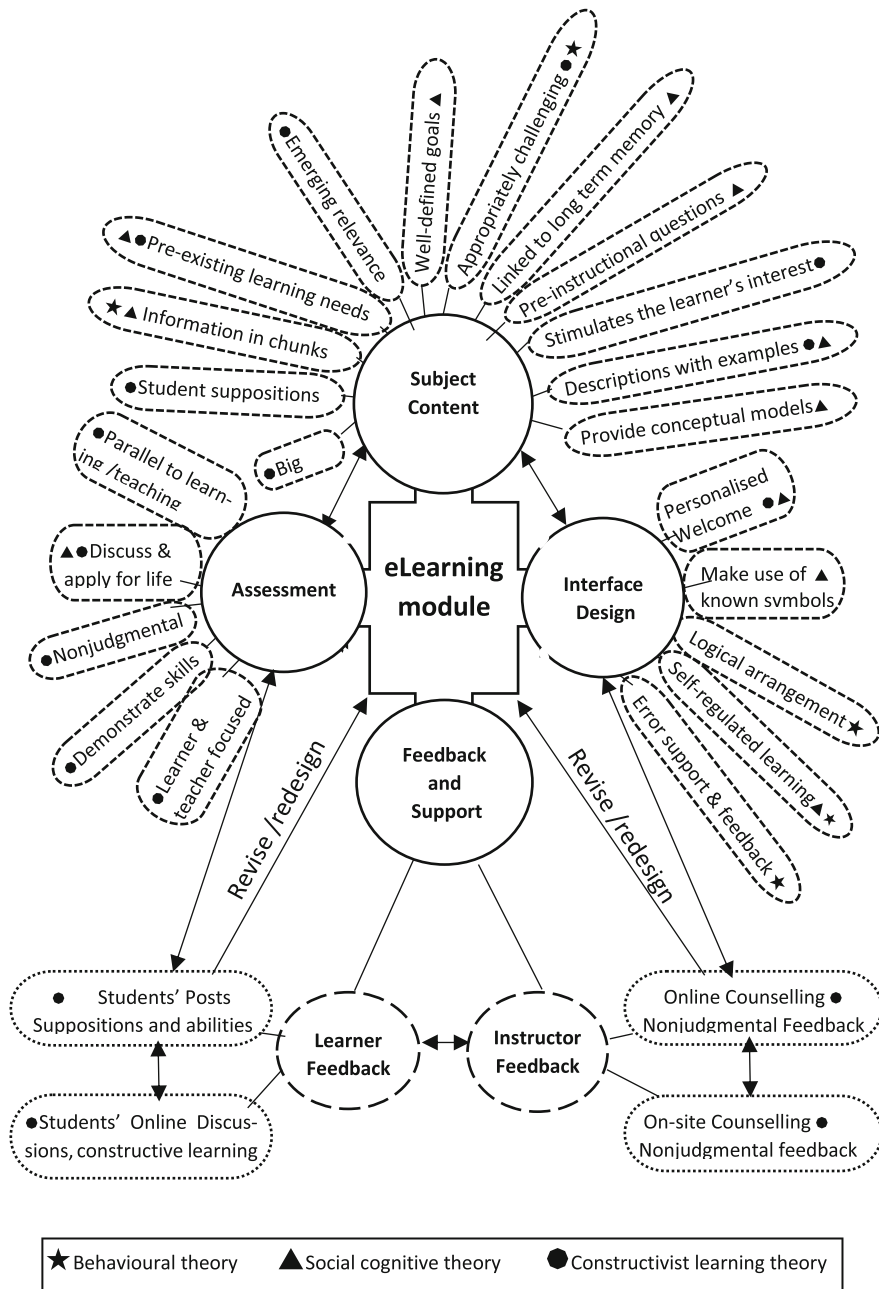 Emerging relevance
Well-defined goals
Appropriately challenging
Linked to long term memory
Pre-instructional questions
Stimulates the learner's interest
Descriptions with examples
Provide conceptual models
Pre-existing learning needs
Information in chunks
Student suppositions
Big
Subject
Content
Parallel to learn-
ing /teaching
Discuss &
apply for life
Nonjudgmental
Demonstrate skills
Learner &
teacher focused
Assessment
eLearning
module
Interface
Design
Personalised
Welcome
Make use of
known symbols
Logical arrangement
Self-regulated learning
Error support & feedback
Feedback
and
Support
Revise /redesign
Revise /redesign
Students' Posts
Suppositions and abilities
Students' Online Discus-
sions, constructive learning
Learner
Feedback
Instructor
Feedback
Online Counselling
Nonjudgmental Feedback
On-site Counselling
Nonjudgmental feedback
Behavioural theory
Social cognitive theory
Constructivist learning theory